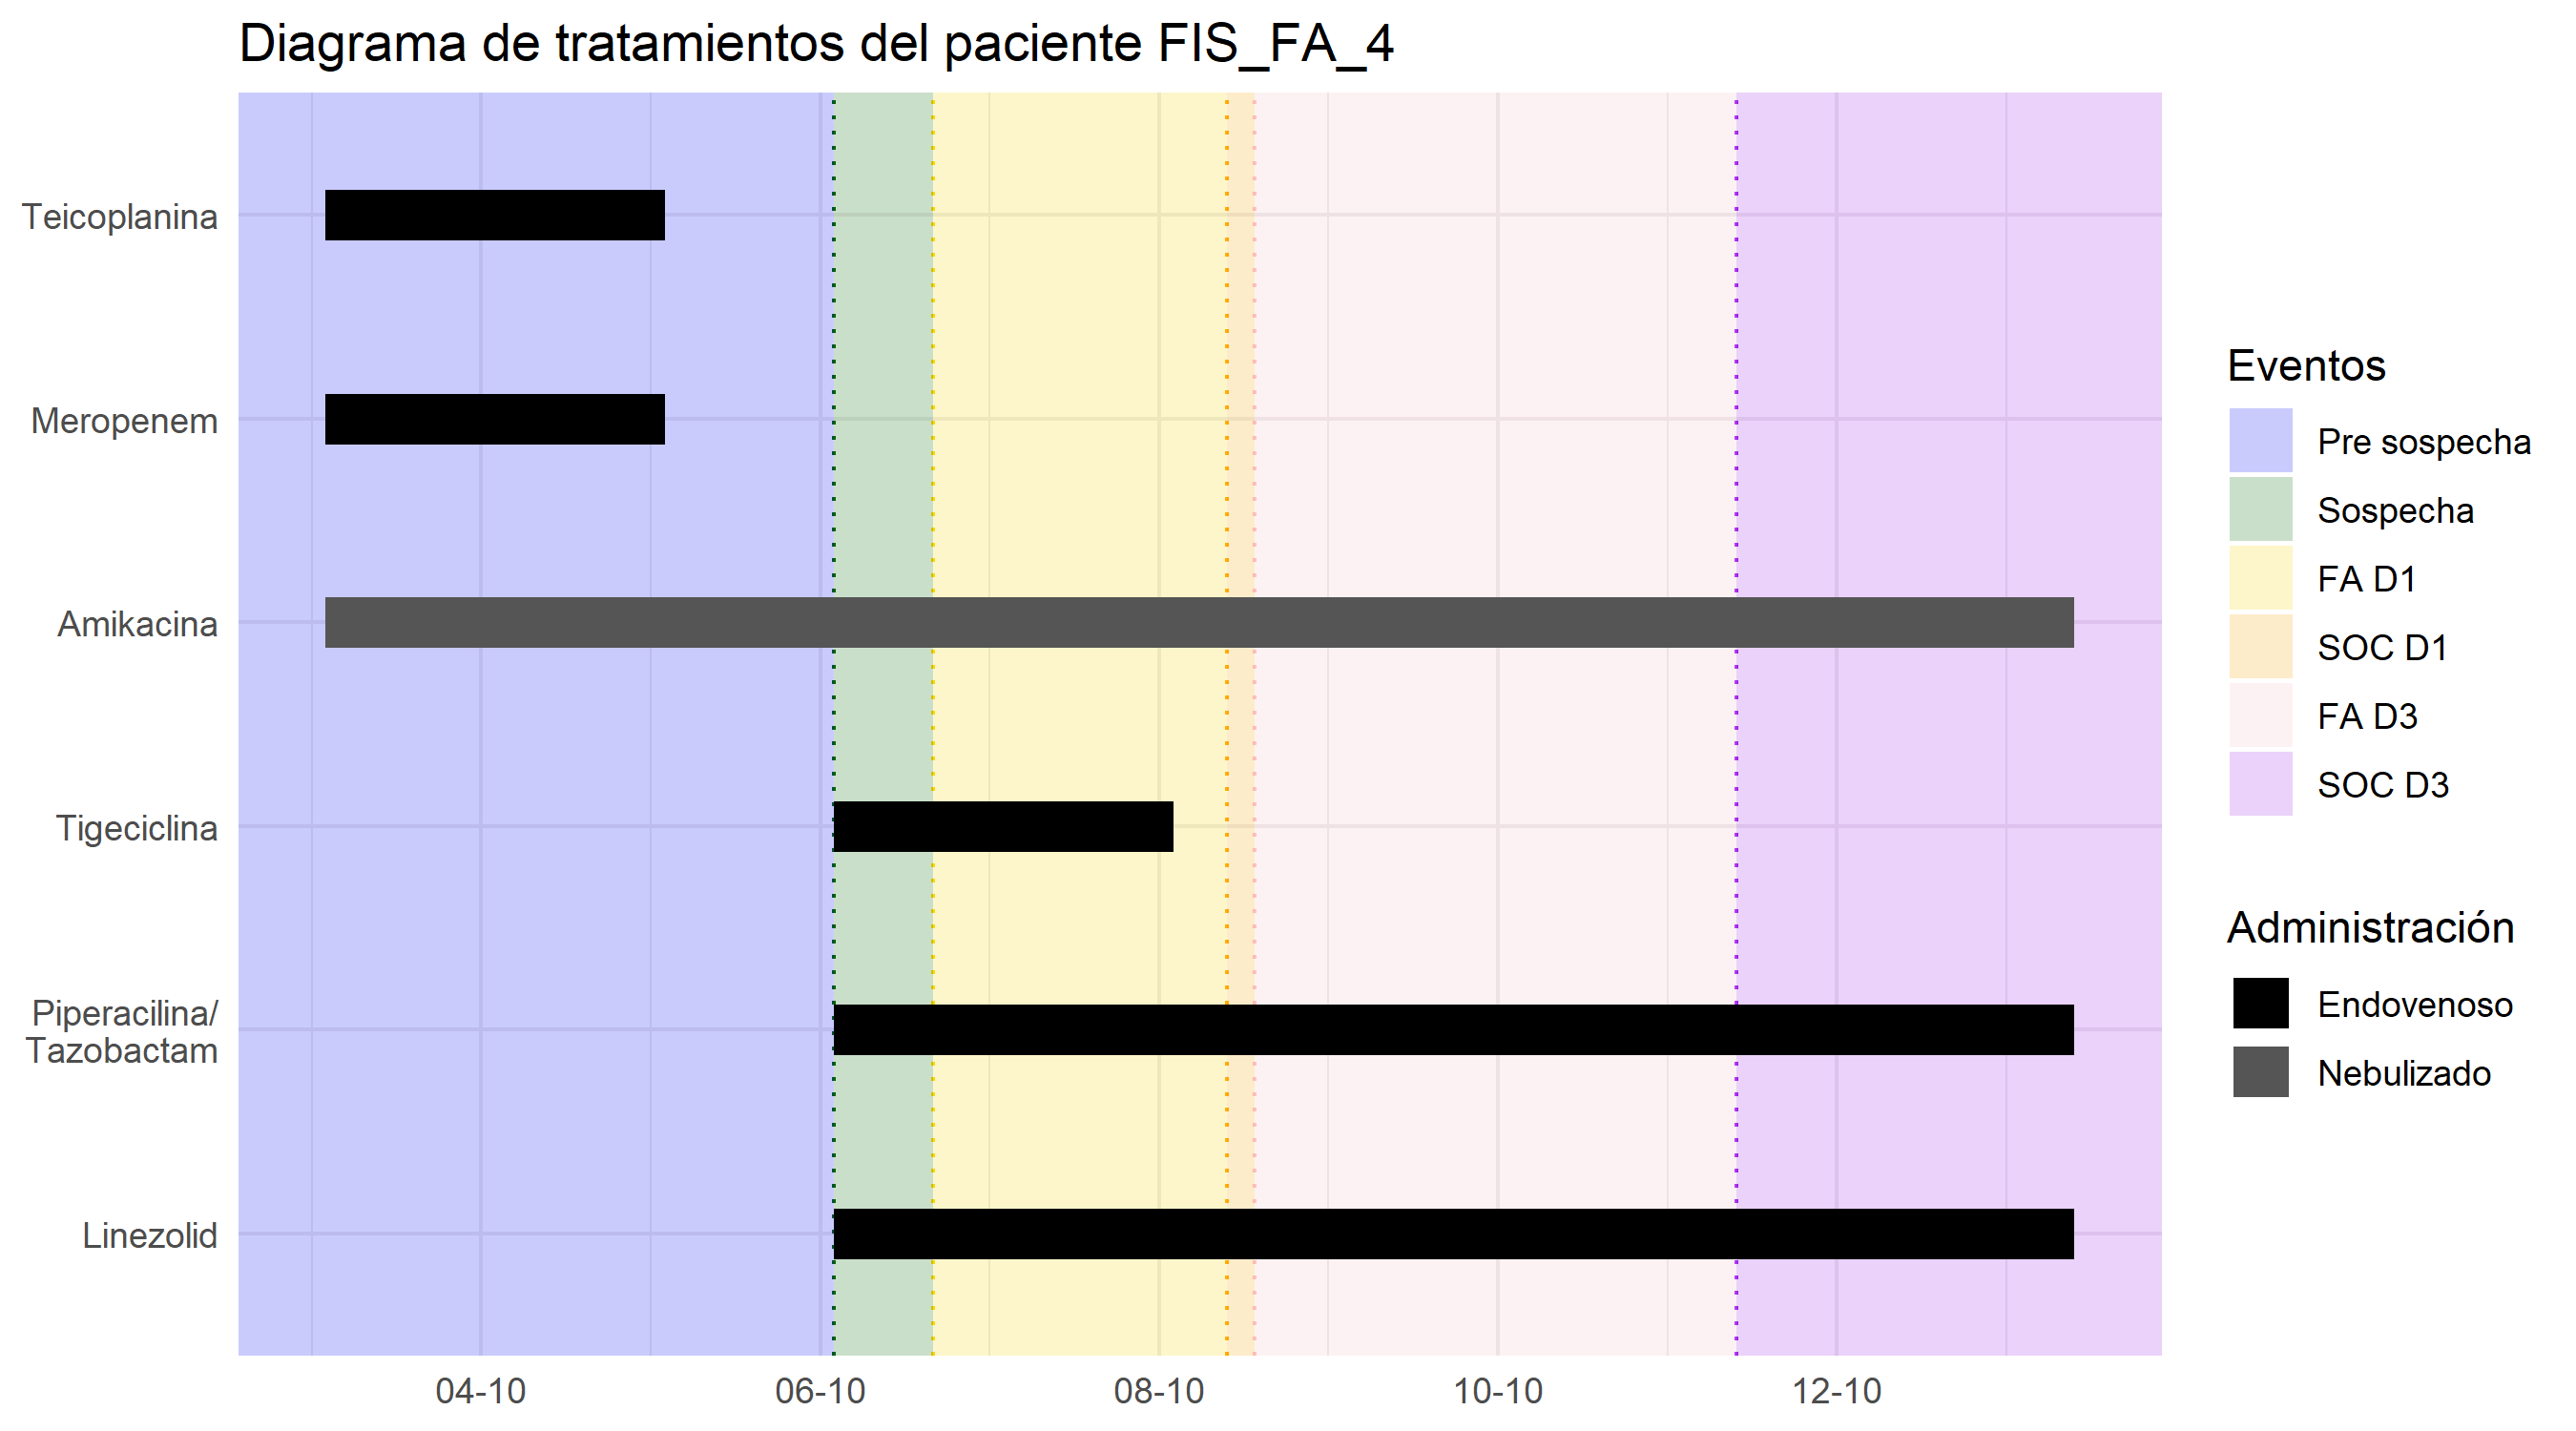 Diagrama de tratamientos del paciente FIS_FA_4
Teicoplanina
Meropenem
Amikacina
Tigeciclina
Piperacilina/
Tazobactam
Linezolid
04-10
06-10
08-10
10-10
12-10
Eventos
Pre sospecha
Sospecha
FA D1
SOC D1
FA D3
SOC D3
Administración
Endovenoso
Nebulizado